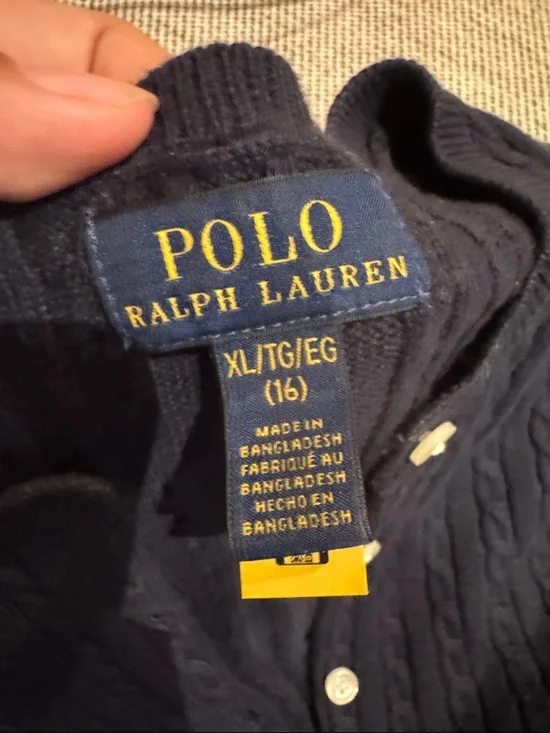 POLO
RALPH LAUREN
XL/TG/EG
(16)
MADE IN
BANGLADESH
FABRIQUÉ AU
BANGLADESH
HECHO EN
BANGLADESH